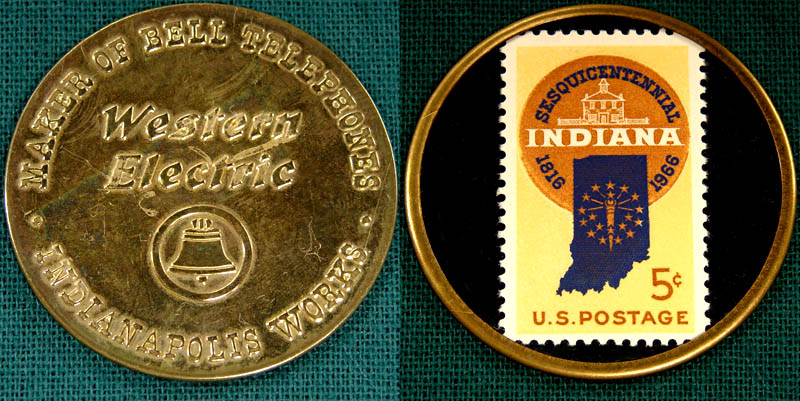 MAKER OF BELL TELEPHONES
Western
Electric
· INDIANAPOLIS WORKS ·
SESQUICENTENNIAL
INDIANA
1816 1966
5¢
U.S. POSTAGE